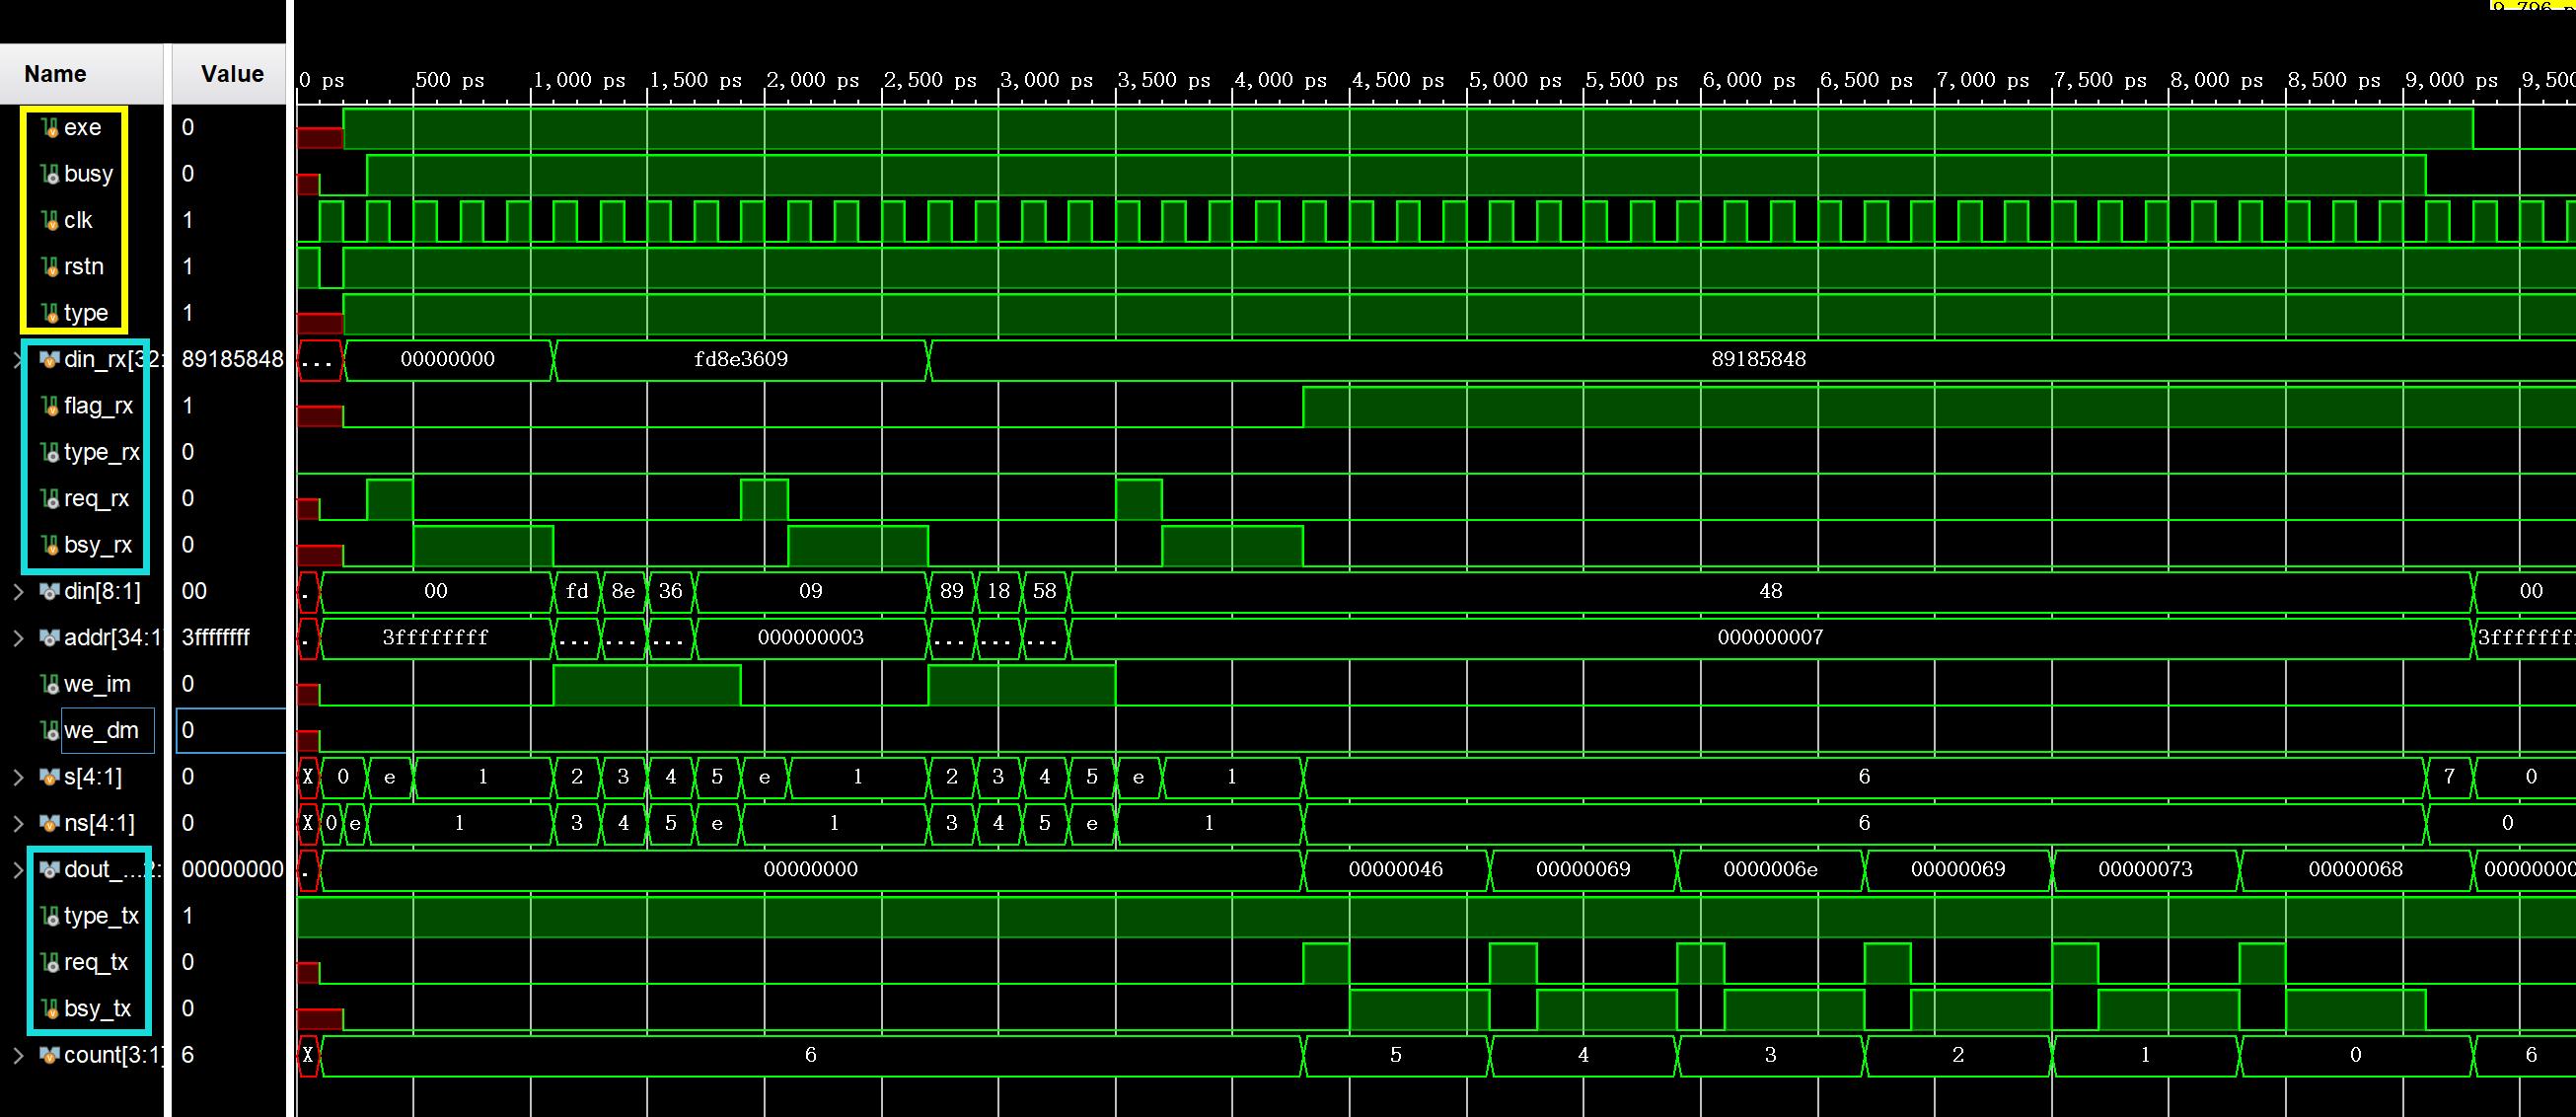 9,796 p
Name Value 0 ps 500 ps 1,000 ps 1,500 ps 2,000 ps 2,500 ps 3,000 ps 3,500 ps 4,000 ps 4,500 ps 5,000 ps 5,500 ps 6,000 ps 6,500 ps 7,000 ps 7,500 ps 8,000 ps 8,500 ps 9,000 ps 9,500
exe 0
busy 0
clk 1
rstn 1
type 1
din_rx[32: 89185848 ... 00000000 fd8e3609 89185848
flag_rx 1
type_rx 0
req_rx 0
bsy_rx 0
din[8:1] 00 . 00 fd 8e 36 09 89 18 58 48 00
addr[34:1] 3ffffffff . 3ffffffff ... ... ... 000000003 ... ... ... 000000007 3fffffff
we_im 0
we_dm 0
s[4:1] 0 X 0 e 1 2 3 4 5 e 1 2 3 4 5 e 1 6 7 0
ns[4:1] 0 X 0 e 1 3 4 5 e 1 3 4 5 e 1 6 0
dout_...2: 00000000 . 00000000 00000046 00000069 0000006e 00000069 00000073 00000068 0000000
type_tx 1
req_tx 0
bsy_tx 0
count[3:1] 6 X 6 5 4 3 2 1 0 6